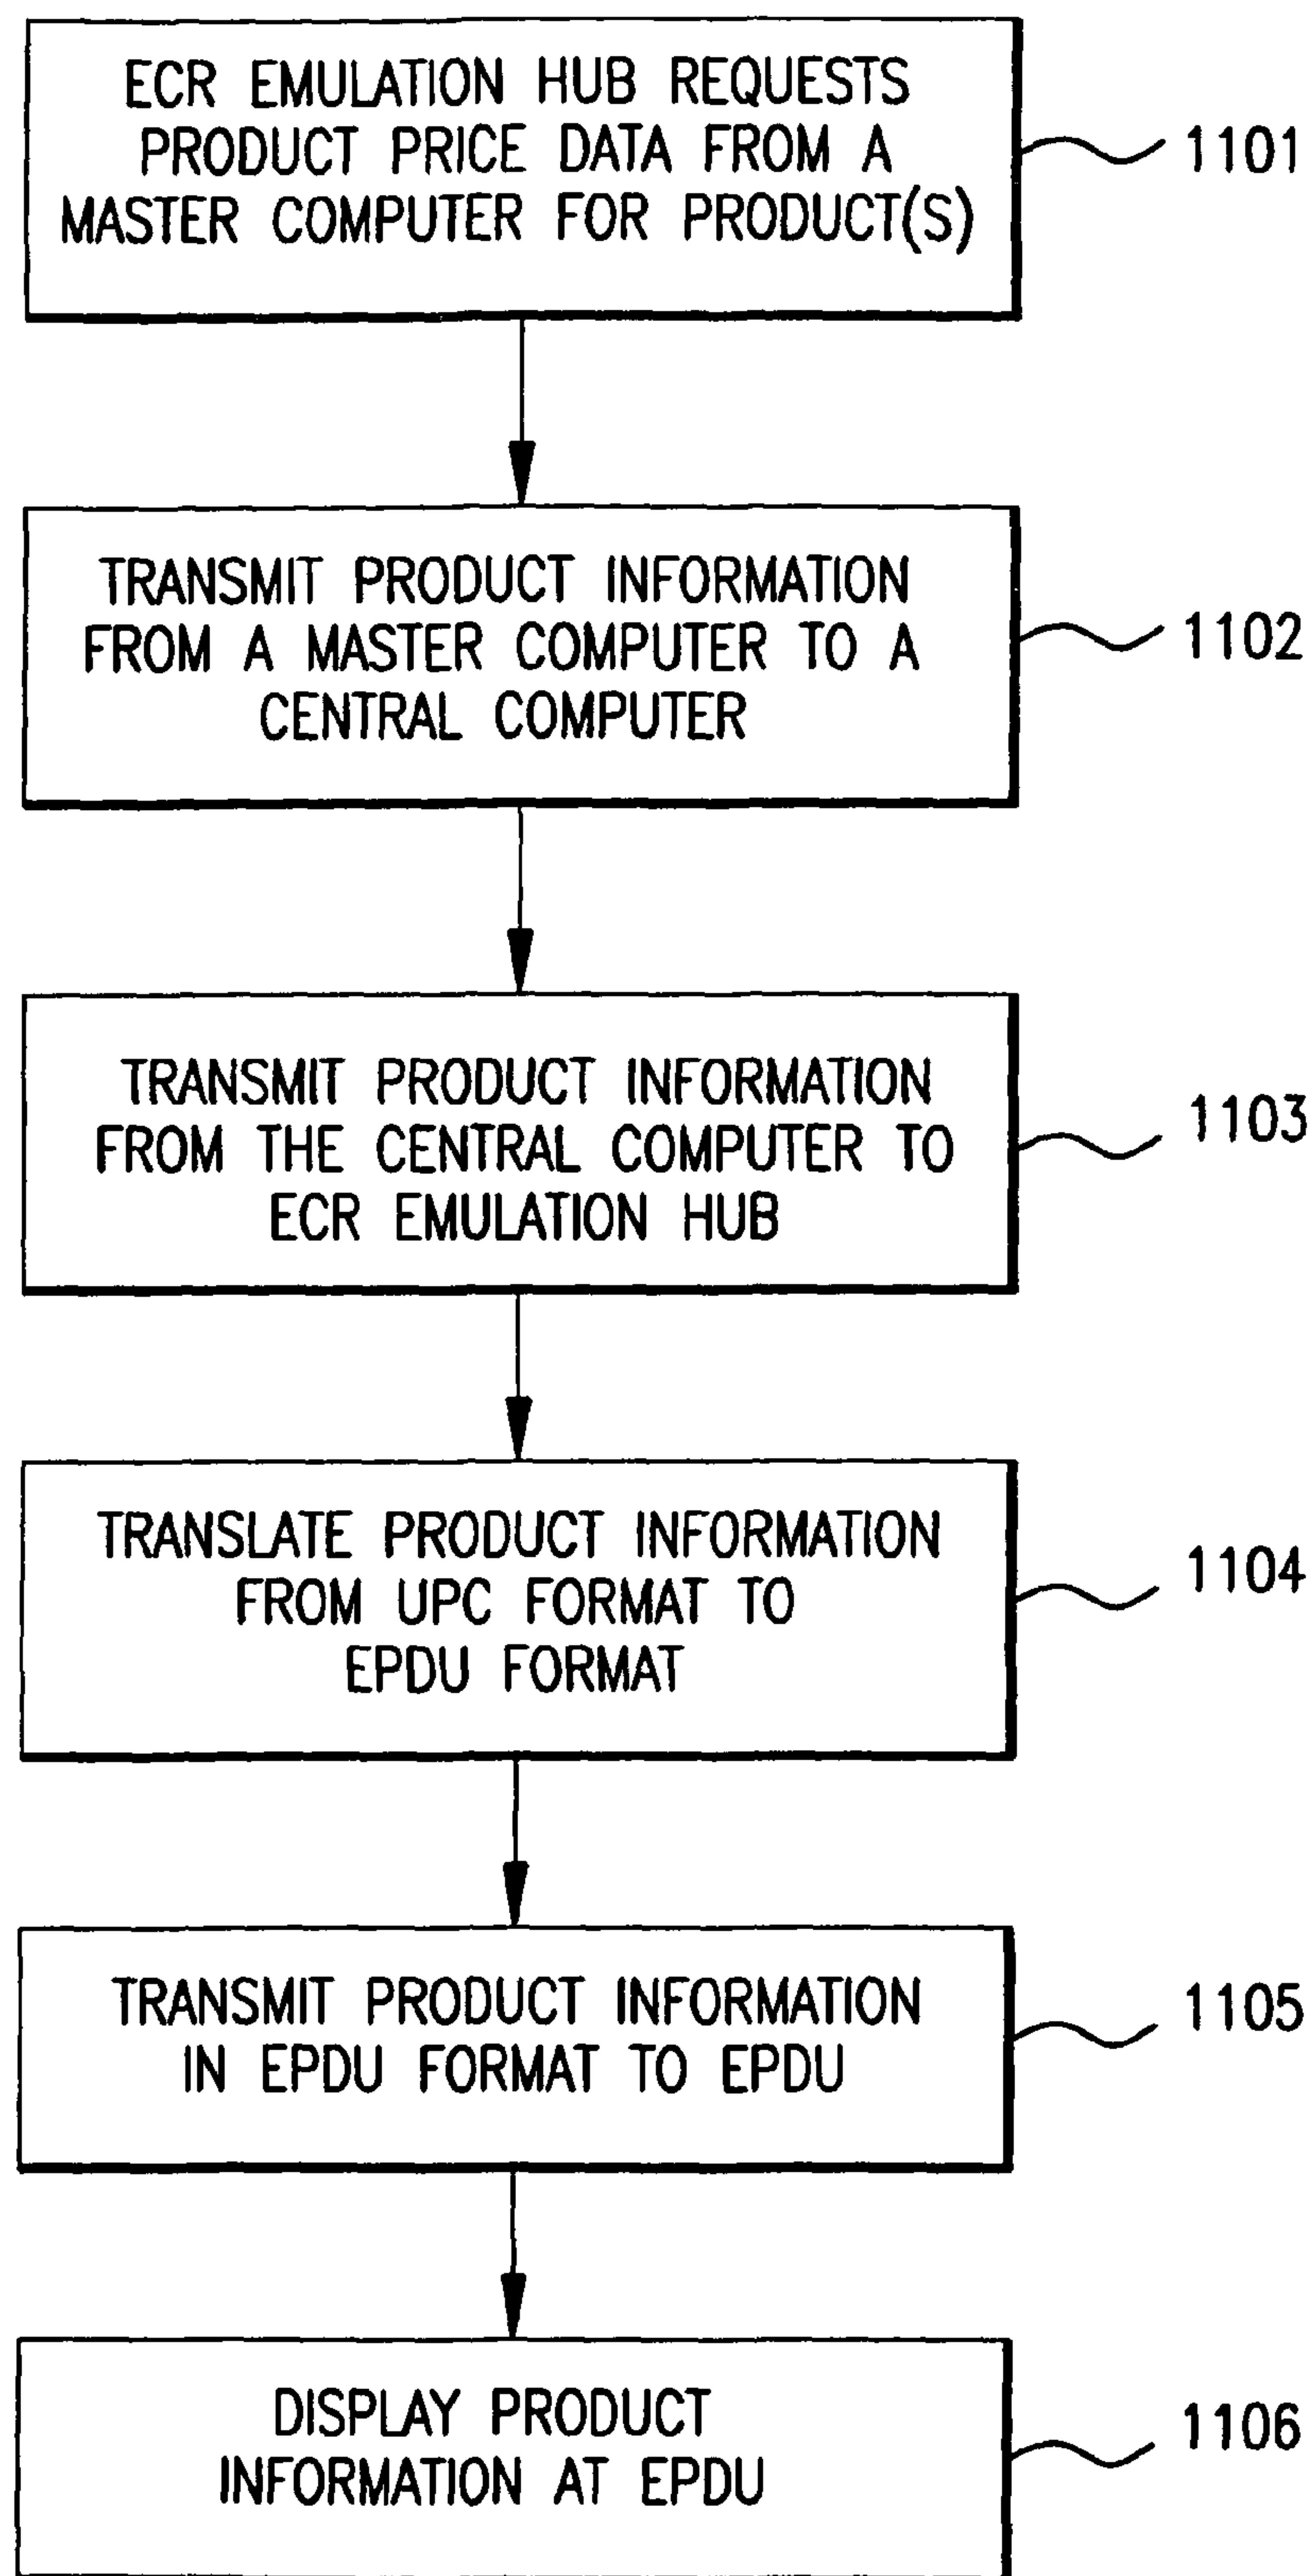 ECR EMULATION HUB REQUESTS
PRODUCT PRICE DATA FROM A
MASTER COMPUTER FOR PRODUCT(S)
1101
TRANSMIT PRODUCT INFORMATION
FROM A MASTER COMPUTER TO A
CENTRAL COMPUTER
1102
TRANSMIT PRODUCT INFORMATION
FROM THE CENTRAL COMPUTER TO
ECR EMULATION HUB
1103
TRANSLATE PRODUCT INFORMATION
FROM UPC FORMAT TO
EPDU FORMAT
1104
TRANSMIT PRODUCT INFORMATION
IN EPDU FORMAT TO EPDU
1105
DISPLAY PRODUCT
INFORMATION AT EPDU
1106